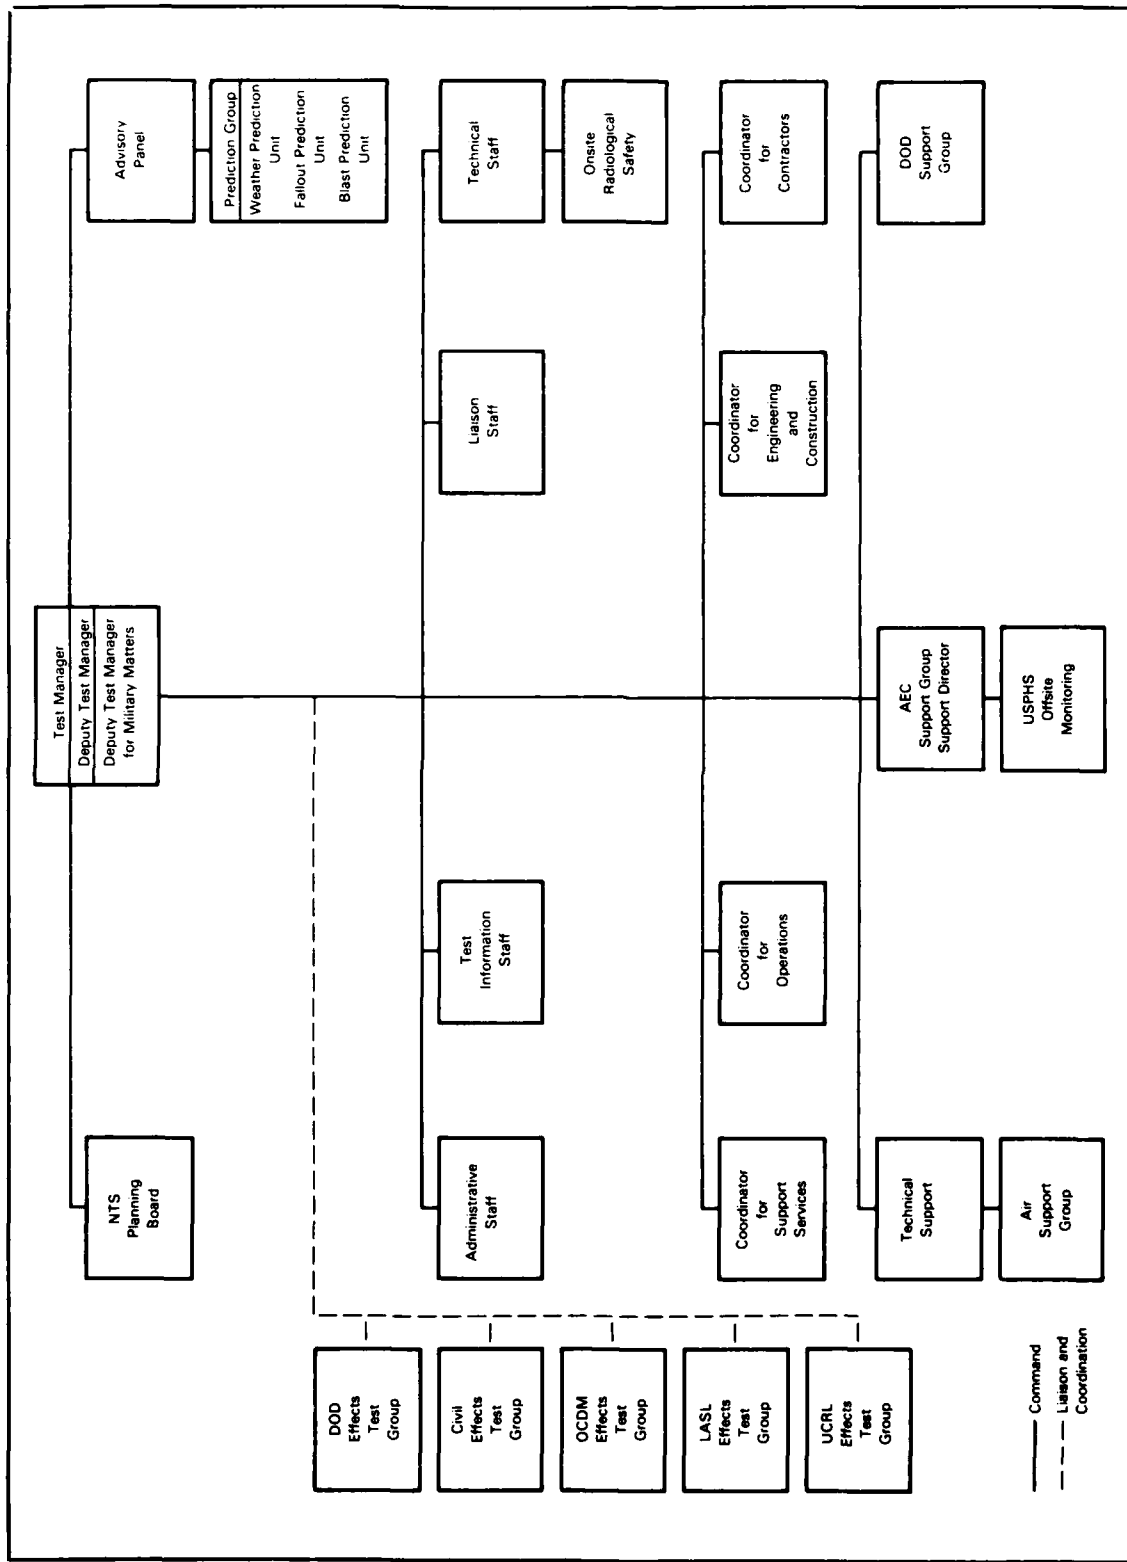 Test Manager
Deputy Test Manager
Deputy Test Manager
for Military Matters
NTS
Planning
Board
Advisory
Panel
Prediction Group
Weather Prediction
Unit
Fallout Prediction
Unit
Blast Prediction
Unit
DOD
Effects
Test
Group
Civil
Effects
Test
Group
OCDM
Effects
Test
Group
LASL
Effects
Test
Group
UCRL
Effects
Test
Group
Administrative
Staff
Test
Information
Staff
Liaison
Staff
Technical
Staff
Onsite
Radiological
Safety
Coordinator
for
Support
Services
Coordinator
for
Operations
Coordinator
for
Engineering
and
Construction
Coordinator
for
Contractors
Technical
Support
Air
Support
Group
AEC
Support Group
Support Director
USPHS
Offsite
Monitoring
DOD
Support
Group
Command
Liaison and
Coordination